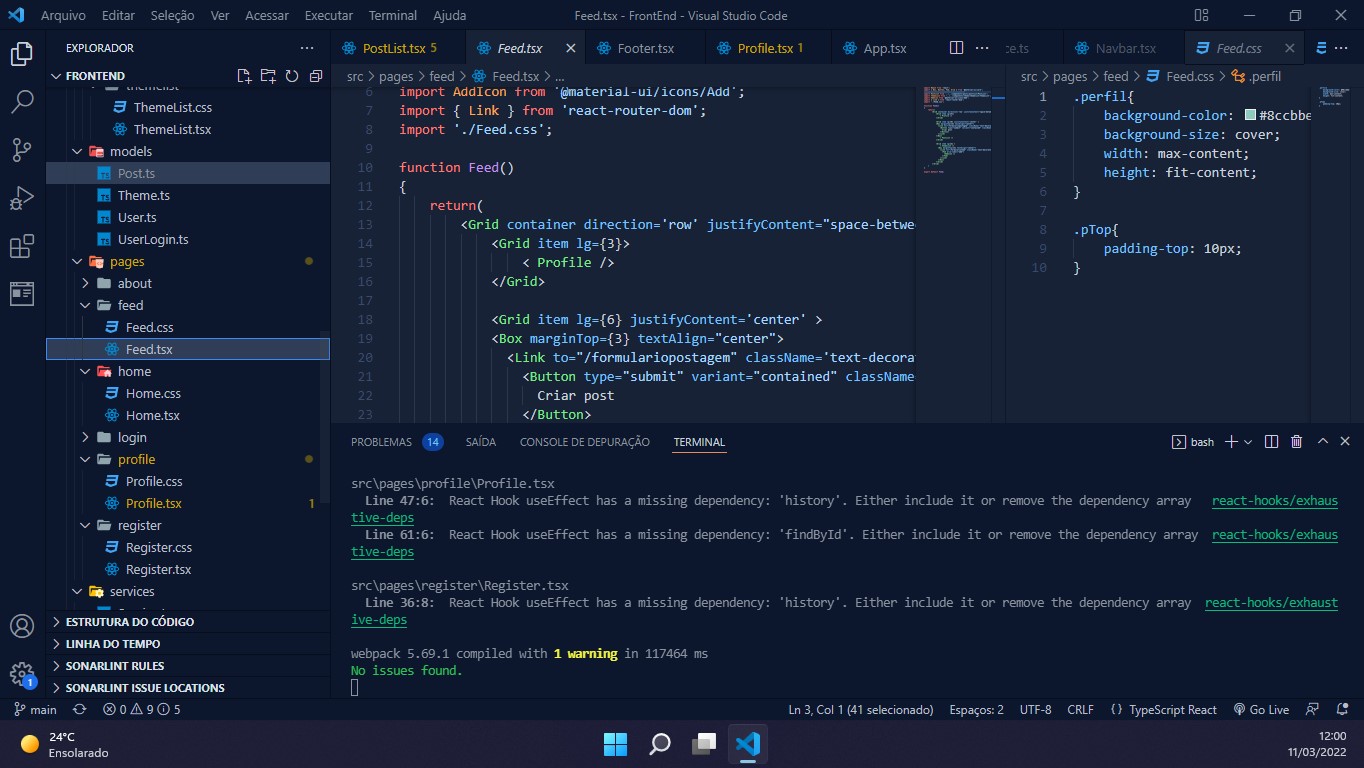 Arquivo Editar Seleção Ver Acessar Executar Terminal Ajuda
Feed.tsx - FrontEnd - Visual Studio Code
EXPLORADOR
FRONTEND
ThemeList.css
ThemeList.tsx
models
Post.ts
Theme.ts
User.ts
UserLogin.ts
pages
about
feed
Feed.css
Feed.tsx
home
Home.css
Home.tsx
login
profile
Profile.css
Profile.tsx 1
register
Register.css
Register.tsx
services
ESTRUTURA DO CÓDIGO
LINHA DO TEMPO
SONARLINT RULES
SONARLINT ISSUE LOCATIONS
PostList.tsx 5 Feed.tsx Footer.tsx Profile.tsx 1 App.tsx
src > pages > feed > Feed.tsx > ...
6 import AddIcon from '@material-ui/icons/Add';
7 import { Link } from 'react-router-dom';
8 import './Feed.css';
9
10 function Feed()
11 {
12 return(
13 <Grid container direction='row' justifyContent="space-betwee
14 <Grid item lg={3}>
15 < Profile />
16 </Grid>
17
18 <Grid item lg={6} justifyContent='center' >
19 <Box marginTop={3} textAlign="center">
20 <Link to="/formulariopostagem" className='text-decorat
21 <Button type="submit" variant="contained" className
22 Criar post
23 </Button>
ce.ts Navbar.tsx Feed.css
src > pages > feed > Feed.css > .perfil
1 .perfil{
2 background-color: #8ccbbe
3 background-size: cover;
4 width: max-content;
5 height: fit-content;
6 }
7
8 .pTop{
9 padding-top: 10px;
10 }
PROBLEMAS 14 SAÍDA CONSOLE DE DEPURAÇÃO TERMINAL
bash
src\pages\profile\Profile.tsx
Line 47:6: React Hook useEffect has a missing dependency: 'history'. Either include it or remove the dependency array react-hooks/exhaus
tive-deps
Line 61:6: React Hook useEffect has a missing dependency: 'findById'. Either include it or remove the dependency array react-hooks/exhaus
tive-deps
src\pages\register\Register.tsx
Line 36:8: React Hook useEffect has a missing dependency: 'history'. Either include it or remove the dependency array react-hooks/exhaust
ive-deps
webpack 5.69.1 compiled with 1 warning in 117464 ms
No issues found.
1
main 0 9 5
Ln 3, Col 1 (41 selecionado) Espaços: 2 UTF-8 CRLF {} TypeScript React Go Live
24°C
Ensolarado
12:00
11/03/2022